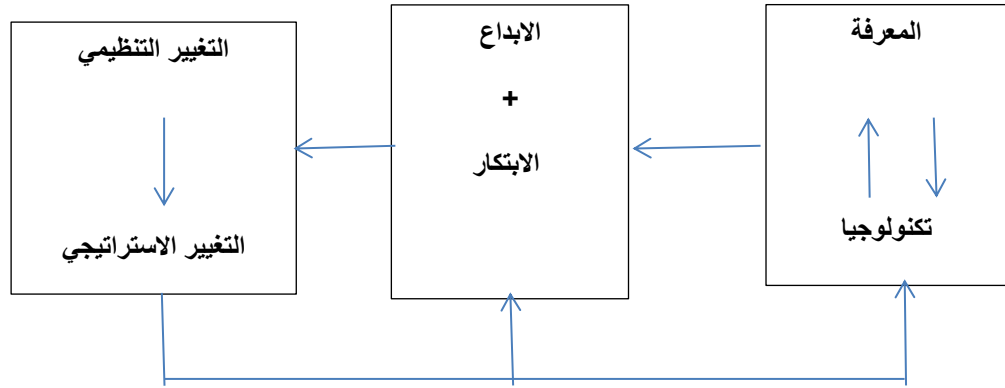 المعرفة
تكنولوجيا
الابداع
+
الابتكار
التغيير التنظيمي
التغيير الاستراتيجي